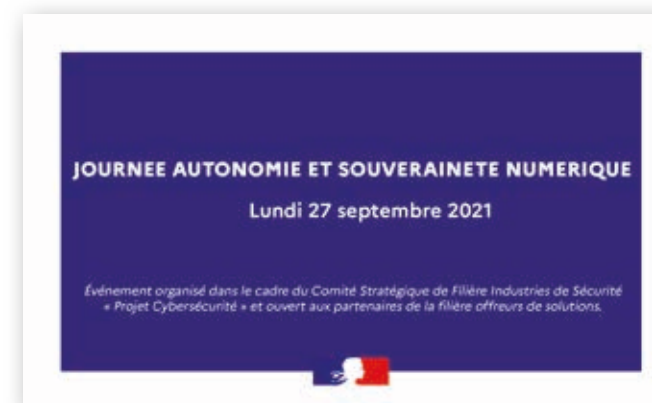 JOURNEE AUTONOMIE ET SOUVERAINETE NUMERIQUE
Lundi 27 septembre 2021
Événement organisé dans le cadre du Comité Stratégique de Filière Industries de Sécurité
« Projet Cybersécurité » et ouvert aux partenaires de la filière offreurs de solutions.